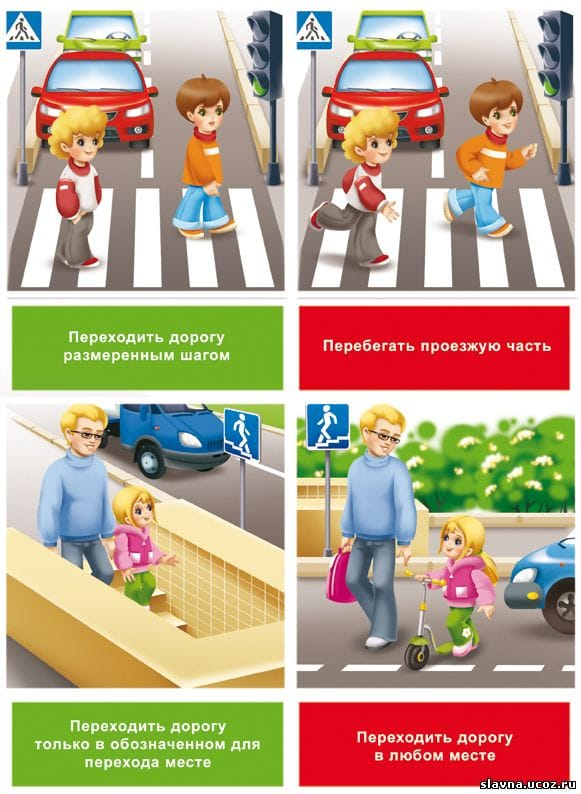 Переходить дорогу
размеренным шагом
Перебегать проезжую часть
Переходить дорогу
только в обозначенном для
перехода месте
Переходить дорогу
в любом месте
slavna.ucoz.ru